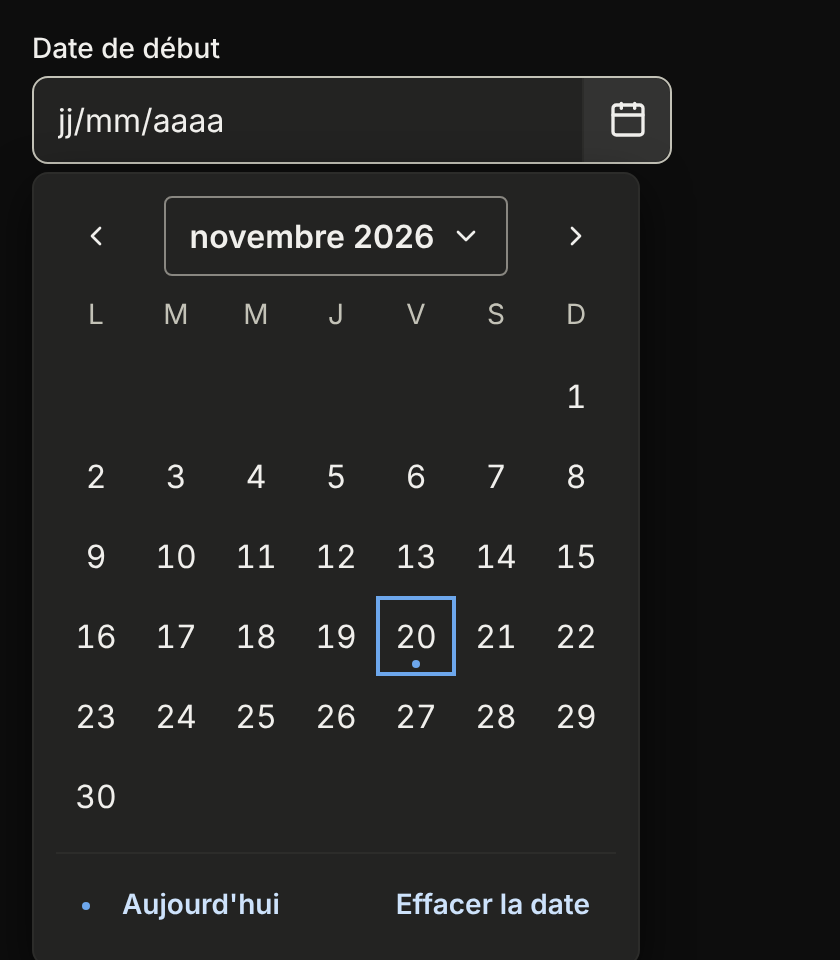 Date de début
jj/mm/aaaa
novembre 2026
L M M J V S D
1
2 3 4 5 6 7 8
9 10 11 12 13 14 15
16 17 18 19 20 21 22
23 24 25 26 27 28 29
30
Aujourd'hui Effacer la date